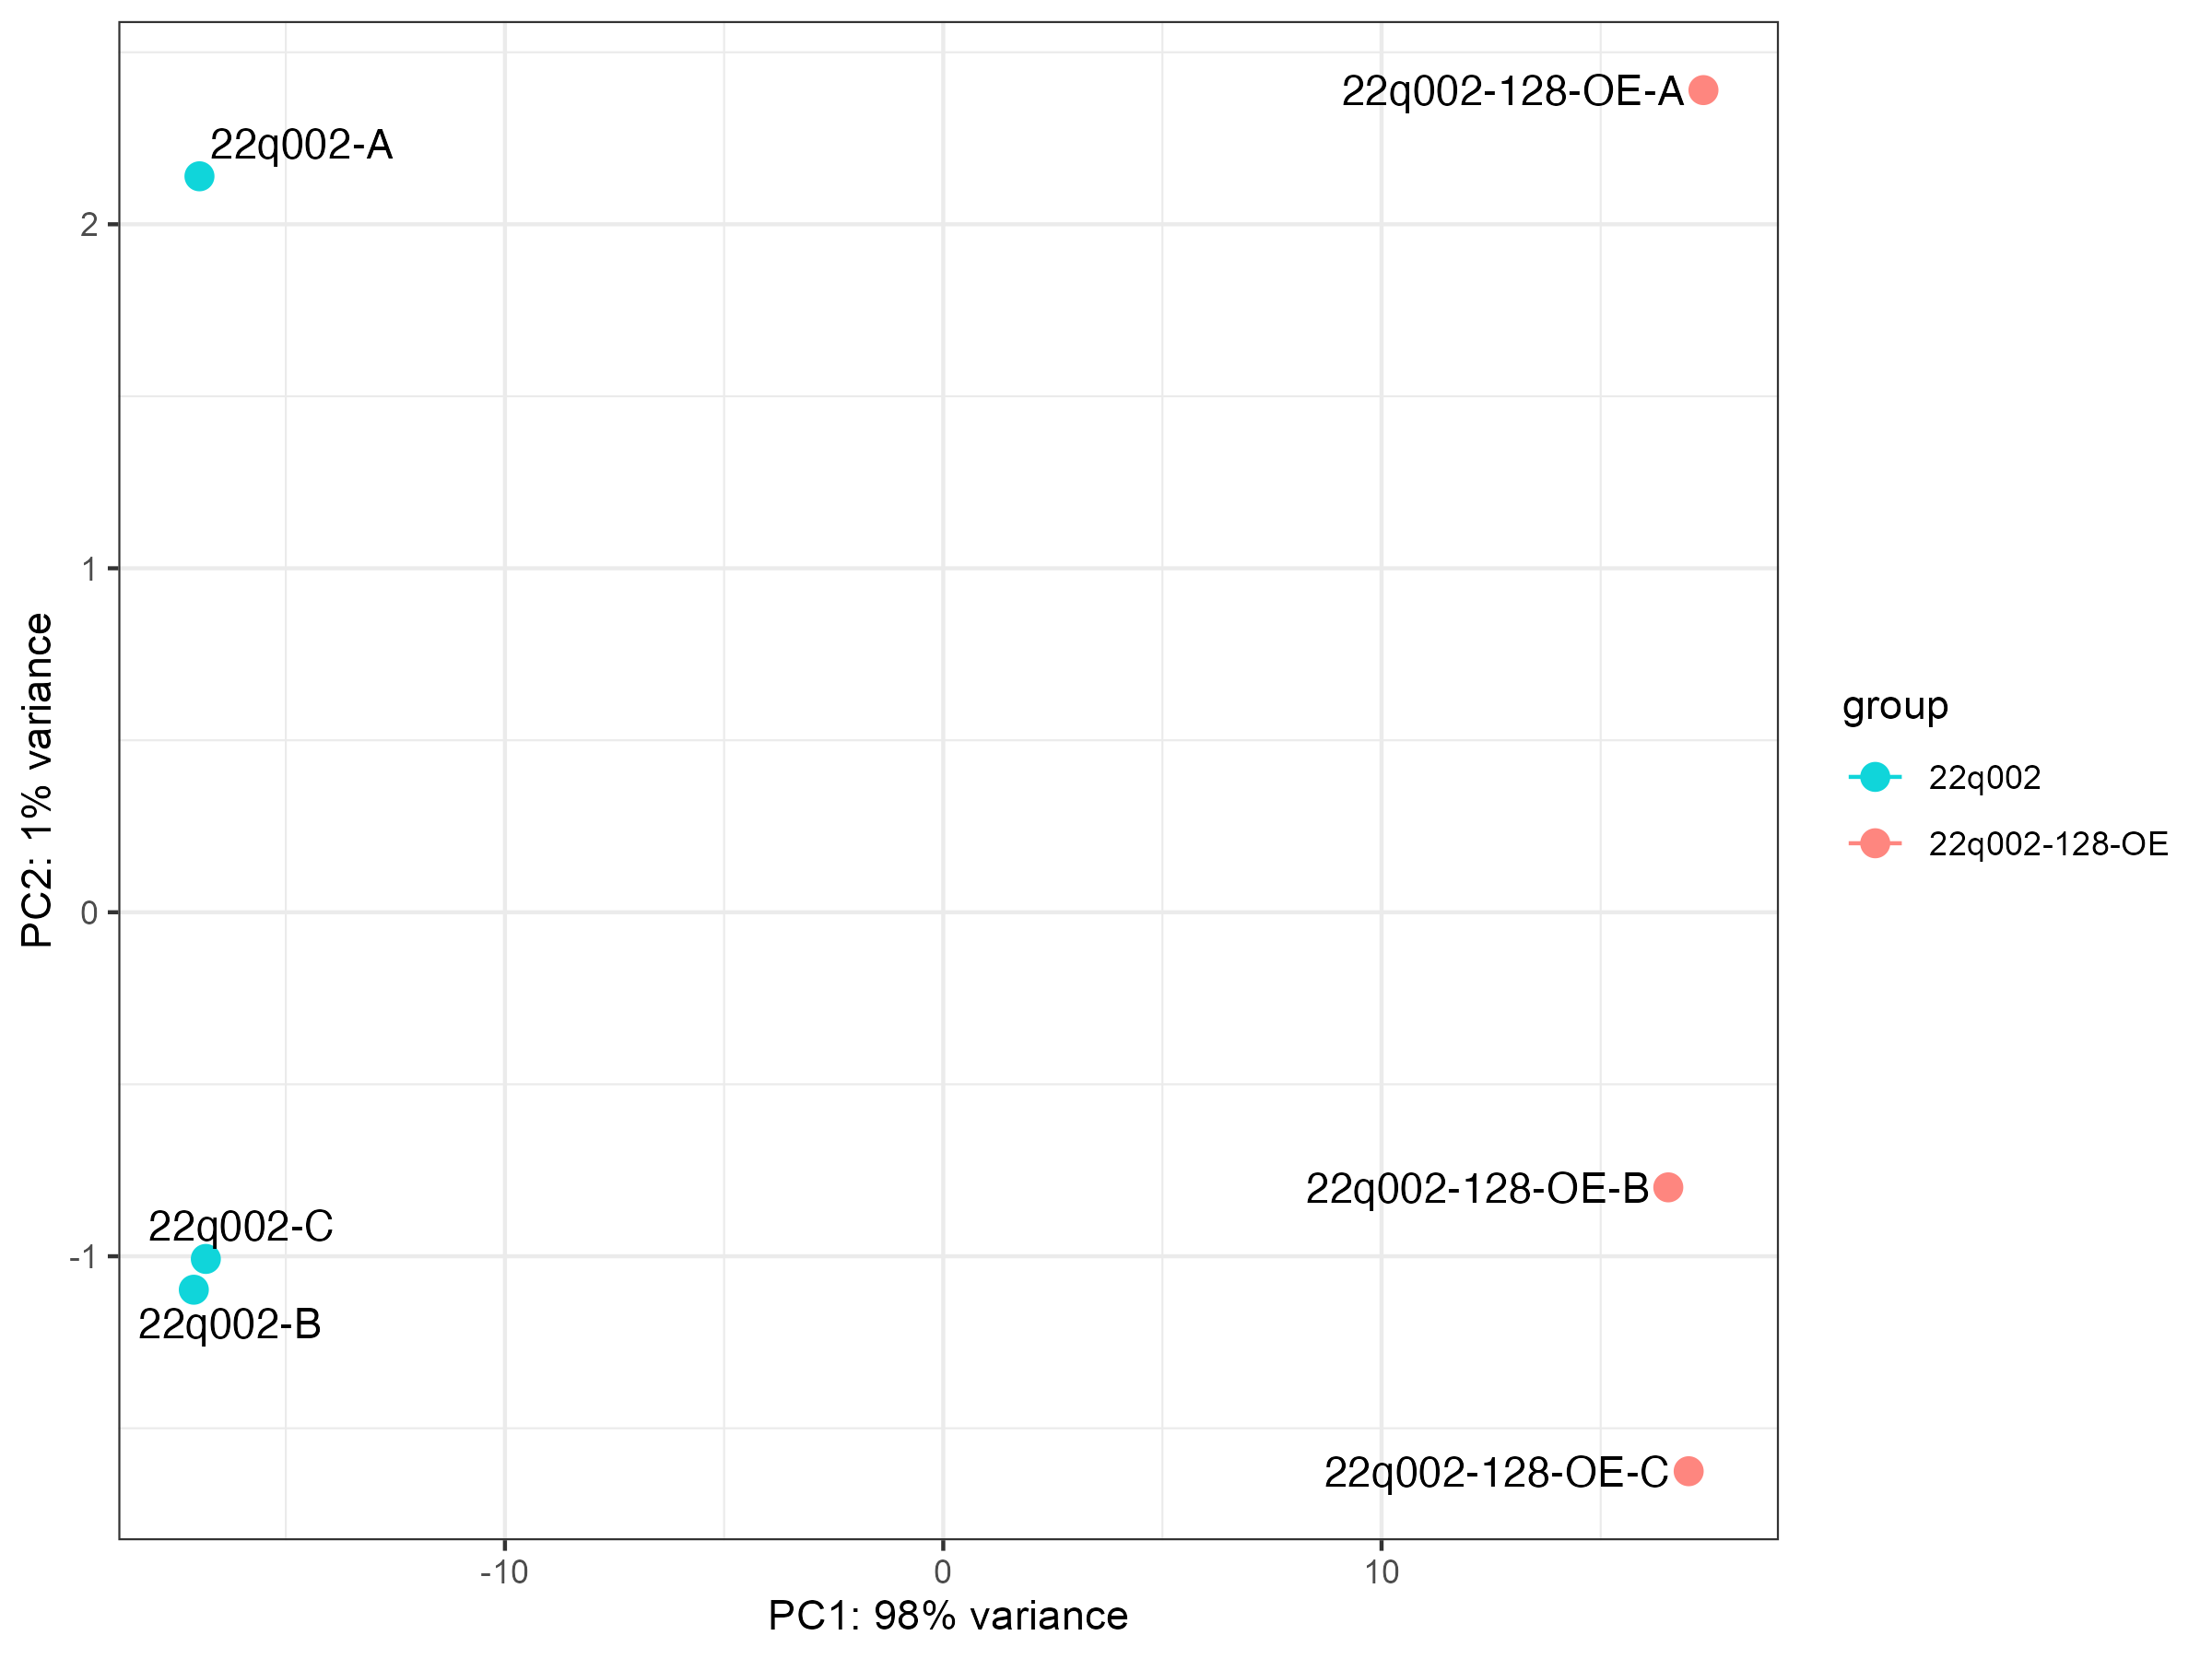 22q002-128-OE-A
22q002-A
2
1
0
-1
PC2: 1% variance
22q002-128-OE-B
22q002-C
22q002-B
22q002-128-OE-C
-10
0
10
PC1: 98% variance
group
22q002
22q002-128-OE